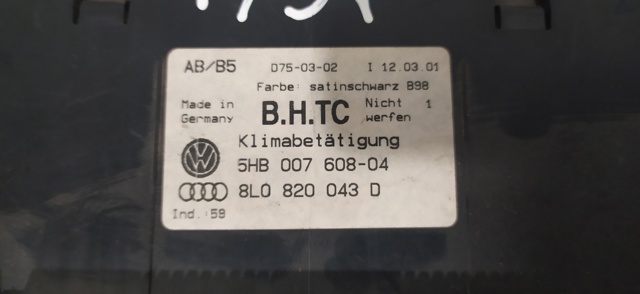 AB/B5 D75-03-02 I 12.03.01
Farbe: satinschwarz B98
Made in Germany B.H.TC Nicht werfen 1
Klimabetätigung
5HB 007 608-04
8L0 820 043 D
Ind.:59